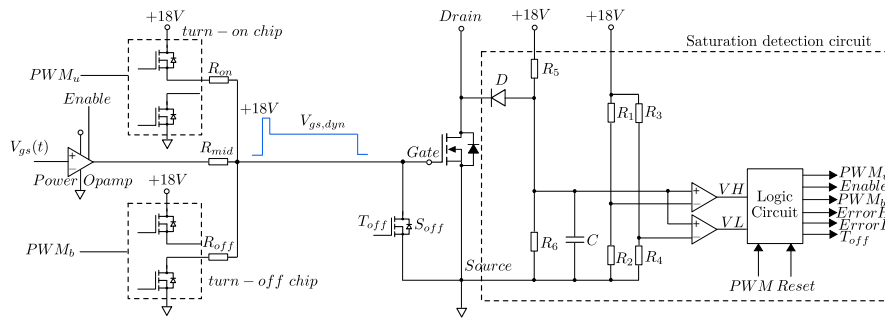 +18V
turn-on chip
PWM_u
R_on
Enable
+18V
V_gs,dyn
V_gs(t)
R_mid
Power Opamp
+18V
R_off
PWM_b
turn-off chip
Drain
Gate
T_off
S_off
Source
+18V
+18V
Saturation detection circuit
D
R_5
R_1
R_3
R_6
C
R_2
R_4
VH
VL
Logic
Circuit
Enable
T_off
PWM Reset